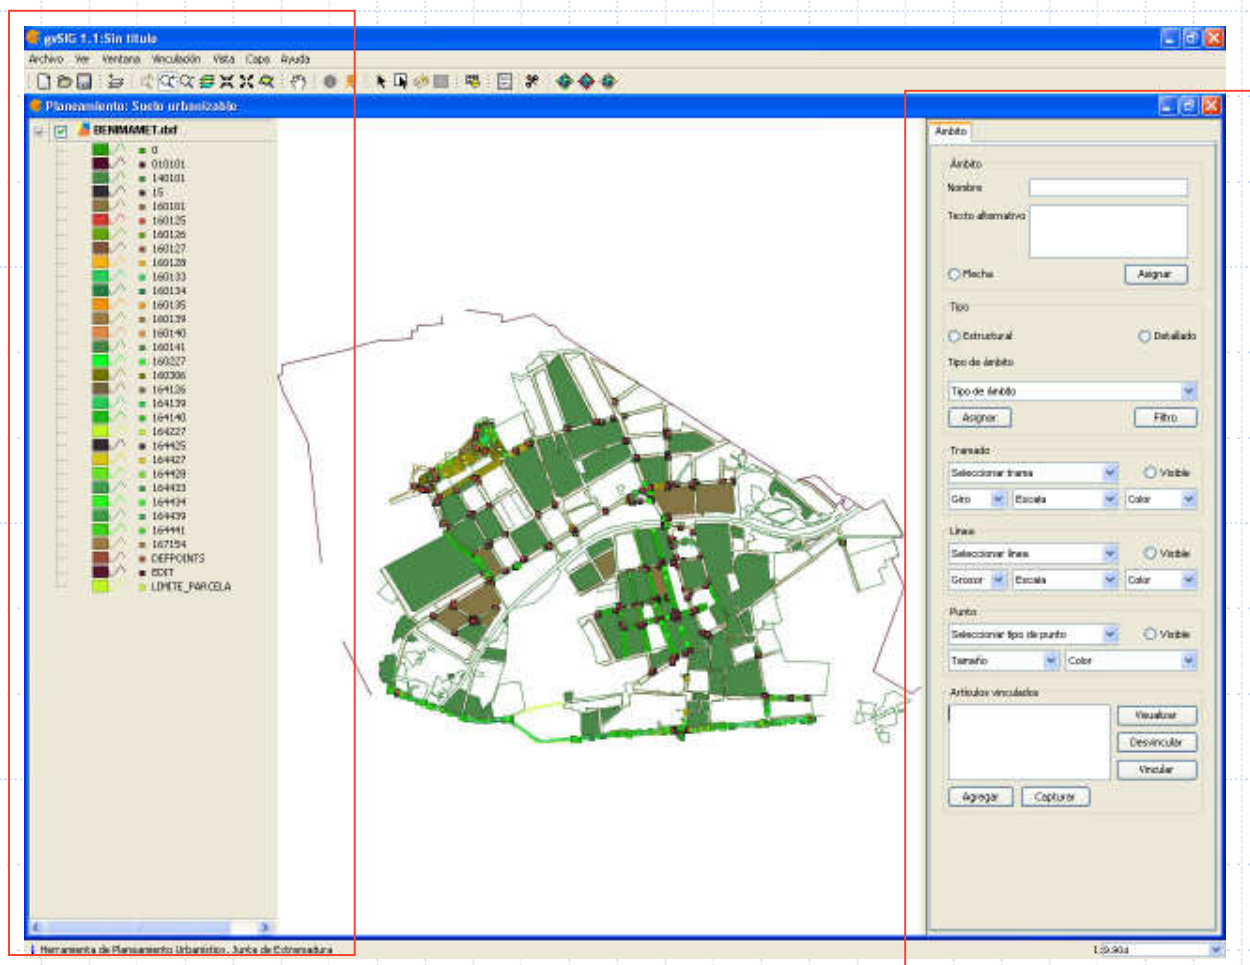 gvSIG 1.1:Sin título
Archivo Ver Ventana Vinculación Vista Capa Ayuda
Planeamiento: Suelo urbanizable
BENIMAMET.dxf
0
010101
140101
15
160101
160125
160126
160127
160128
160133
160134
160135
160139
160140
160141
160227
160306
164126
164139
164140
164227
164425
164427
164428
164433
164434
164439
164441
167154
DEFPOINTS
EDIT
LIMITE_PARCELA
Ambito
Ámbito
Nombre
Texto alternativo
Flecha Asignar
Tipo
Estructural Detallado
Tipo de ámbito
Tipo de Ámbito
Asignar Filtro
Tramado
Seleccionar trama Visible
Giro Escala Color
Línea
Seleccionar línea Visible
Grosor Escala Color
Punto
Seleccionar tipo de punto Visible
Tamaño Color
Artículos vinculados
Visualizar
Desvincular
Vincular
Agregar Capturar
Herramienta de Planeamiento Urbanístico. Junta de Extremadura
1:9.904